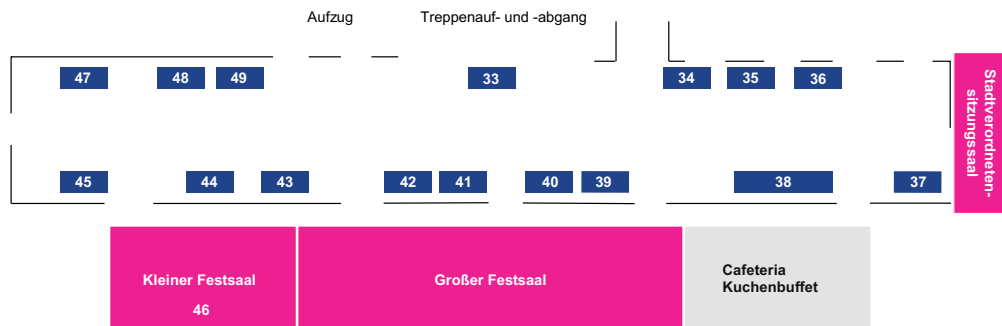 Aufzug
Treppenauf- und -abgang
47
48
49
33
34
35
36
Stadtverordneten-
sitzungssaal
45
44
43
42
41
40
39
38
37
Kleiner Festsaal
46
Großer Festsaal
Cafeteria
Kuchenbuffet